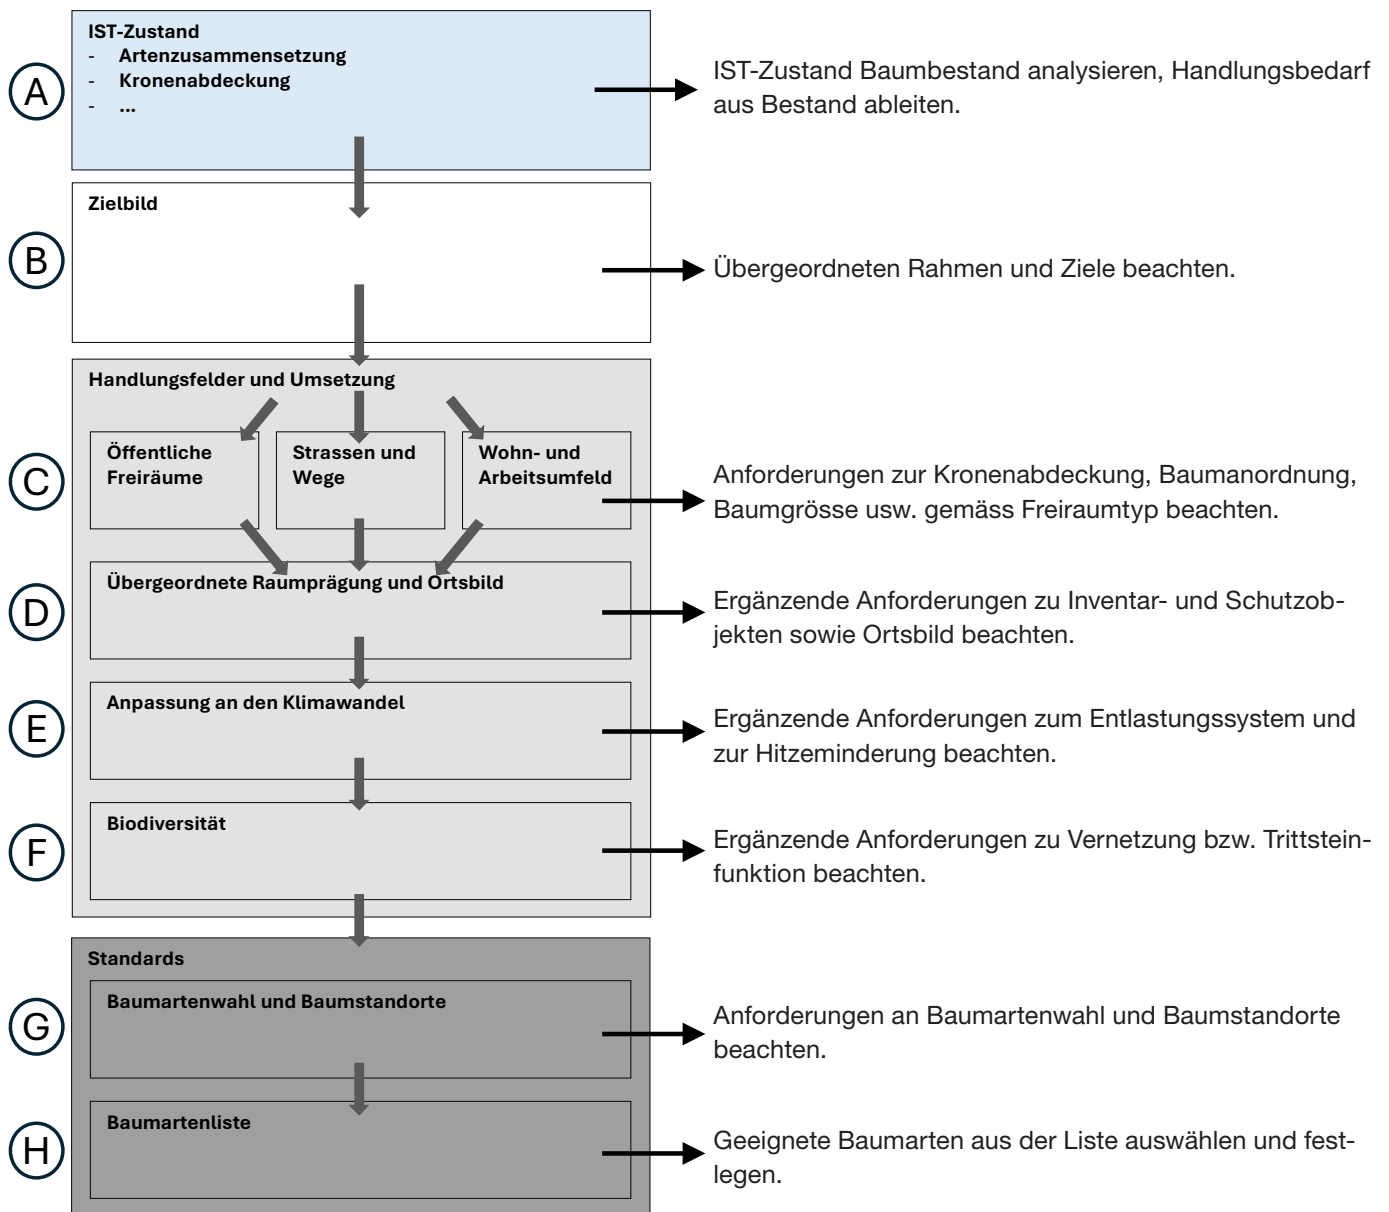 IST-Zustand
- Artenzusammensetzung
- Kronenabdeckung
- ...
A
IST-Zustand Baumbestand analysieren, Handlungsbedarf
aus Bestand ableiten.
Zielbild
B
Übergeordneten Rahmen und Ziele beachten.
Handlungsfelder und Umsetzung
Öffentliche
Freiräume
Strassen und
Wege
Wohn- und
Arbeitsumfeld
C
Anforderungen zur Kronenabdeckung, Baumanordnung,
Baumgrösse usw. gemäss Freiraumtyp beachten.
Übergeordnete Raumprägung und Ortsbild
D
Ergänzende Anforderungen zu Inventar- und Schutzob-
jekten sowie Ortsbild beachten.
Anpassung an den Klimawandel
E
Ergänzende Anforderungen zum Entlastungssystem und
zur Hitzeminderung beachten.
Biodiversität
F
Ergänzende Anforderungen zu Vernetzung bzw. Trittstein-
funktion beachten.
Standards
Baumartenwahl und Baumstandorte
G
Anforderungen an Baumartenwahl und Baumstandorte
beachten.
Baumartenliste
H
Geeignete Baumarten aus der Liste auswählen und fest-
legen.